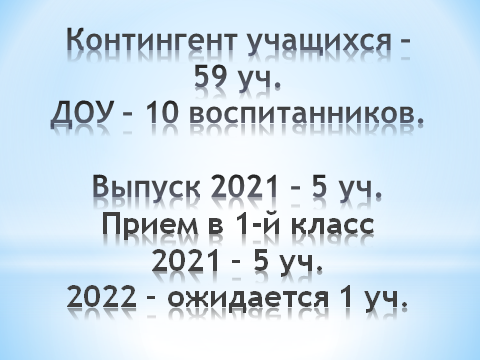 Контингент учащихся –
59 уч.
ДОУ – 10 воспитанников.
Выпуск 2021 – 5 уч.
Прием в 1-й класс
2021 – 5 уч.
2022 – ожидается 1 уч.